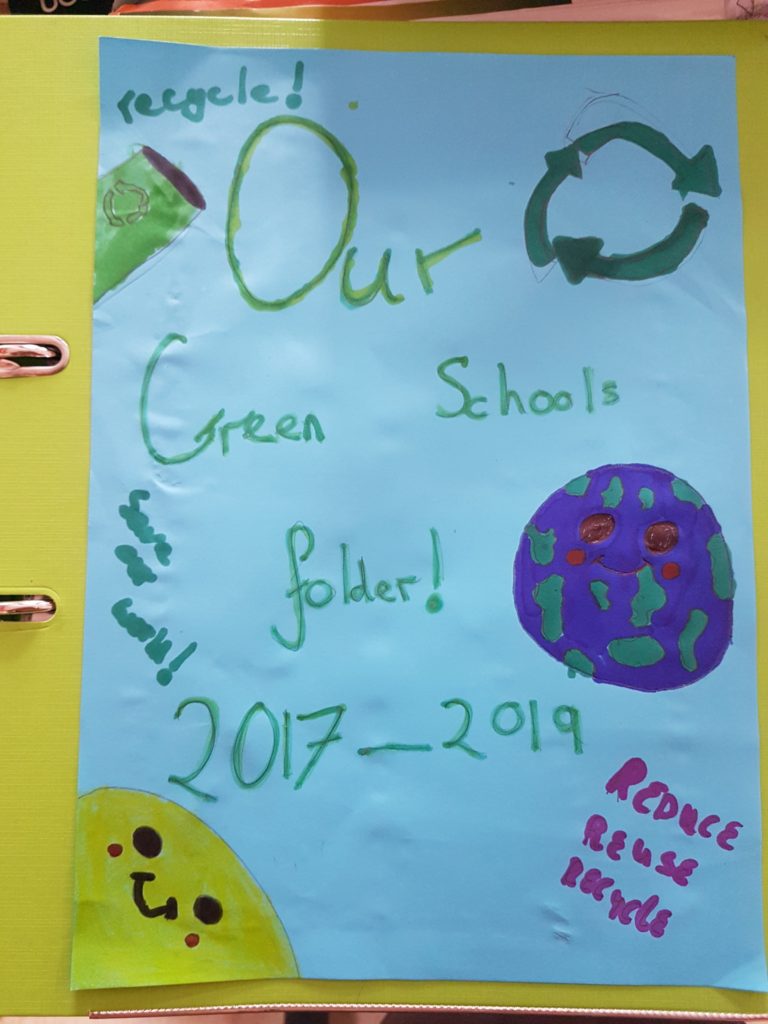 recycle!
Our
Green Schools
folder!
2017 - 2019
REDUCE
REUSE
RECYCLE